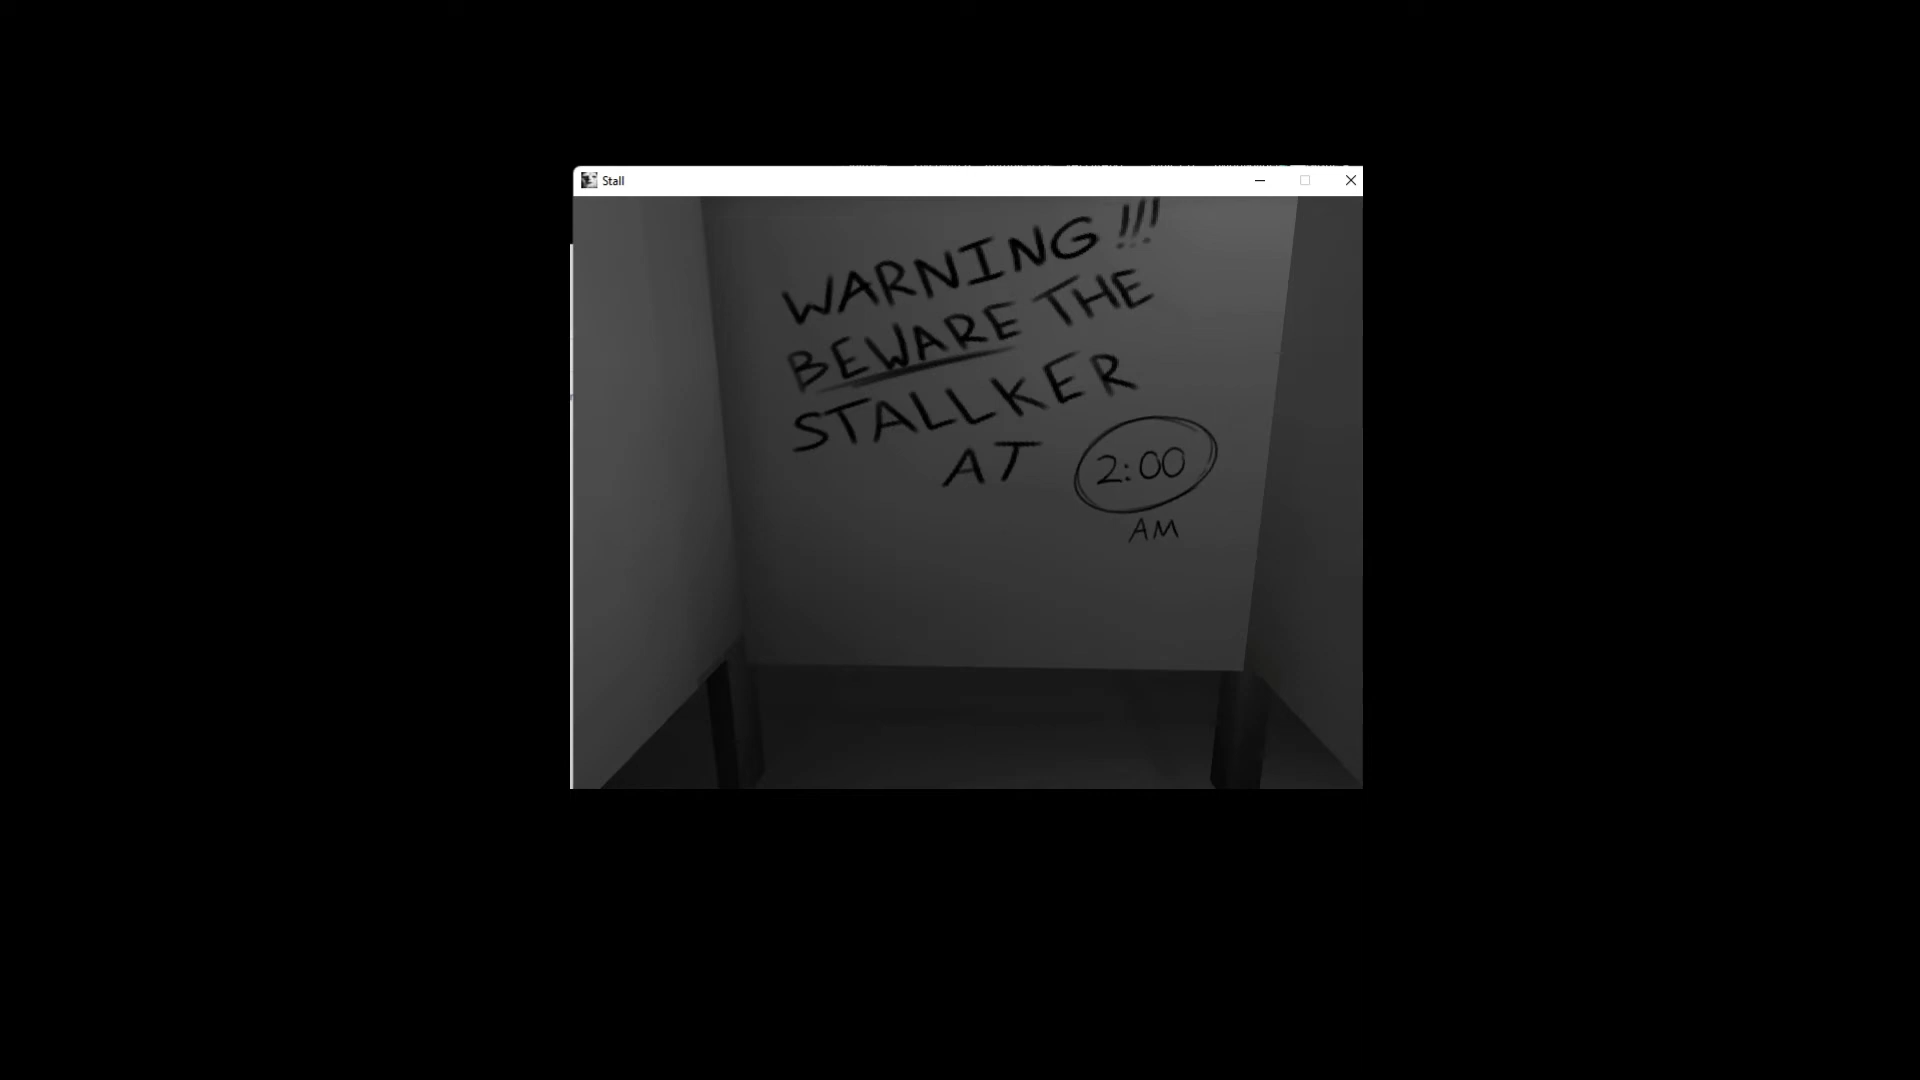 Stall
WARNING!!!
BEWARE THE
STALLKER
AT 2:00
AM